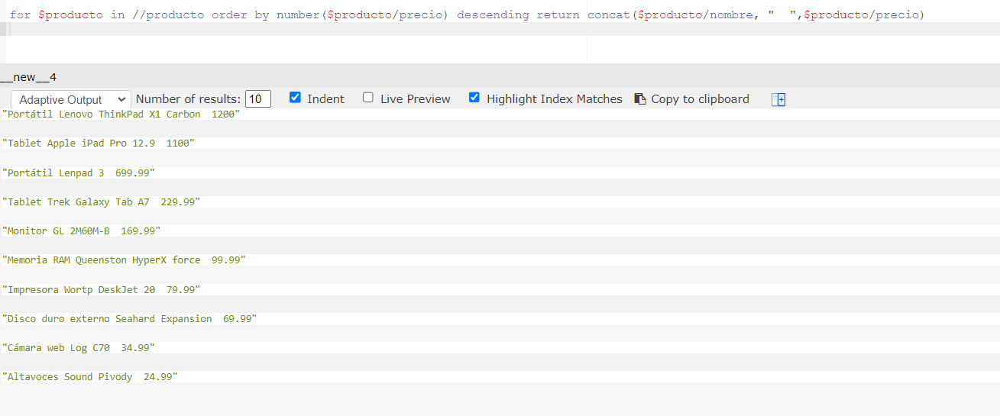 for $producto in //producto order by number($producto/precio) descending return concat($producto/nombre, "  ",$producto/precio)
__new__4
Adaptive Output Number of results: 10 Indent Live Preview Highlight Index Matches Copy to clipboard
"Portátil Lenovo ThinkPad X1 Carbon  1200"
"Tablet Apple iPad Pro 12.9  1100"
"Portátil Lenpad 3  699.99"
"Tablet Trek Galaxy Tab A7  229.99"
"Monitor GL 2M60M-B  169.99"
"Memoria RAM Queenston HyperX force  99.99"
"Impresora Wortp DeskJet 20  79.99"
"Disco duro externo Seahard Expansion  69.99"
"Cámara web Log C70  34.99"
"Altavoces Sound Pivody  24.99"